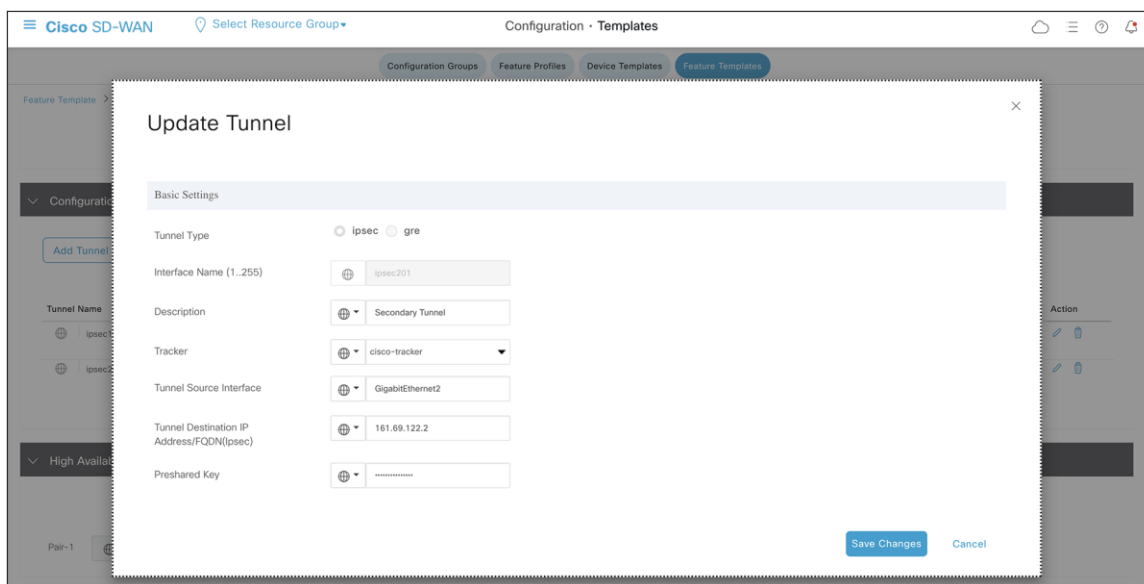 Cisco SD-WAN
Select Resource Group
Configuration · Templates
Configuration Groups
Feature Profiles
Device Templates
Feature Templates
Feature Template >
Update Tunnel
Basic Settings
Tunnel Type
ipsec gre
Interface Name (1..255)
ipsec201
Description
Secondary Tunnel
Tracker
cisco-tracker
Tunnel Source Interface
GigabitEthernet2
Tunnel Destination IP
Address/FQDN(Ipsec)
161.69.122.2
Preshared Key
Save Changes
Cancel
Add Tunnel
Tunnel Name
Action
Pair-1